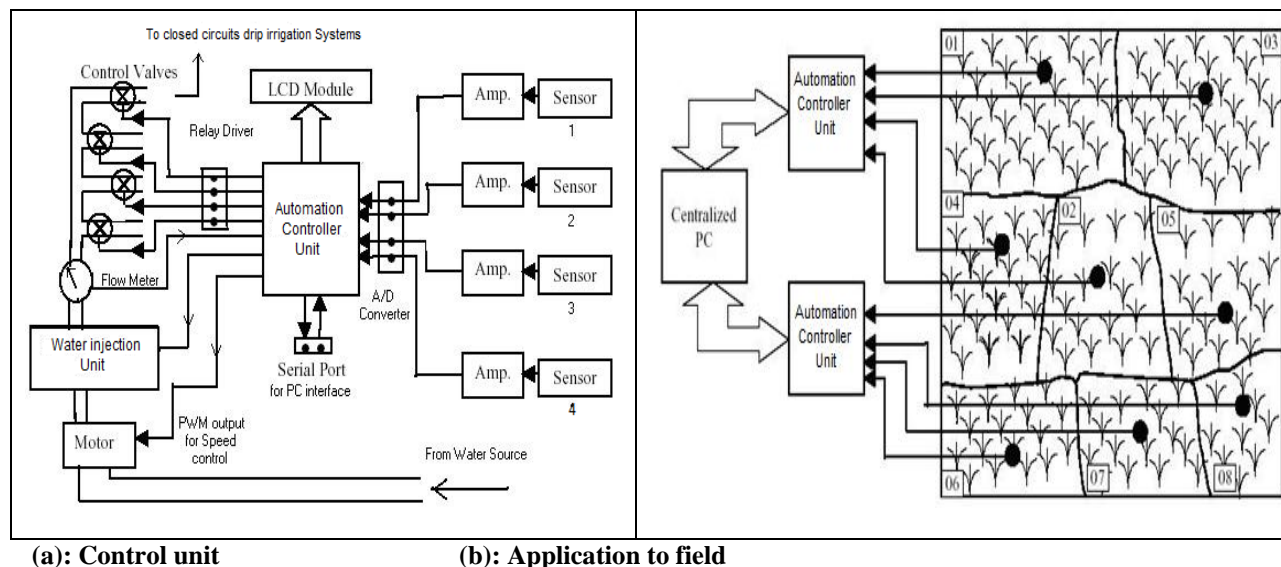 To closed circuits drip irrigation Systems
Control Valves
LCD Module
Relay Driver
Amp.
Sensor
1
Amp.
Sensor
2
Automation
Controller
Unit
Amp.
Sensor
3
A/D
Converter
Flow Meter
Water injection
Unit
Serial Port
for PC interface
Amp.
Sensor
4
PWM output
for Speed
control
Motor
From Water Source
01
03
Automation
Controller
Unit
04
02
05
Centralized
PC
Automation
Controller
Unit
06
07
08
(a): Control unit
(b): Application to field